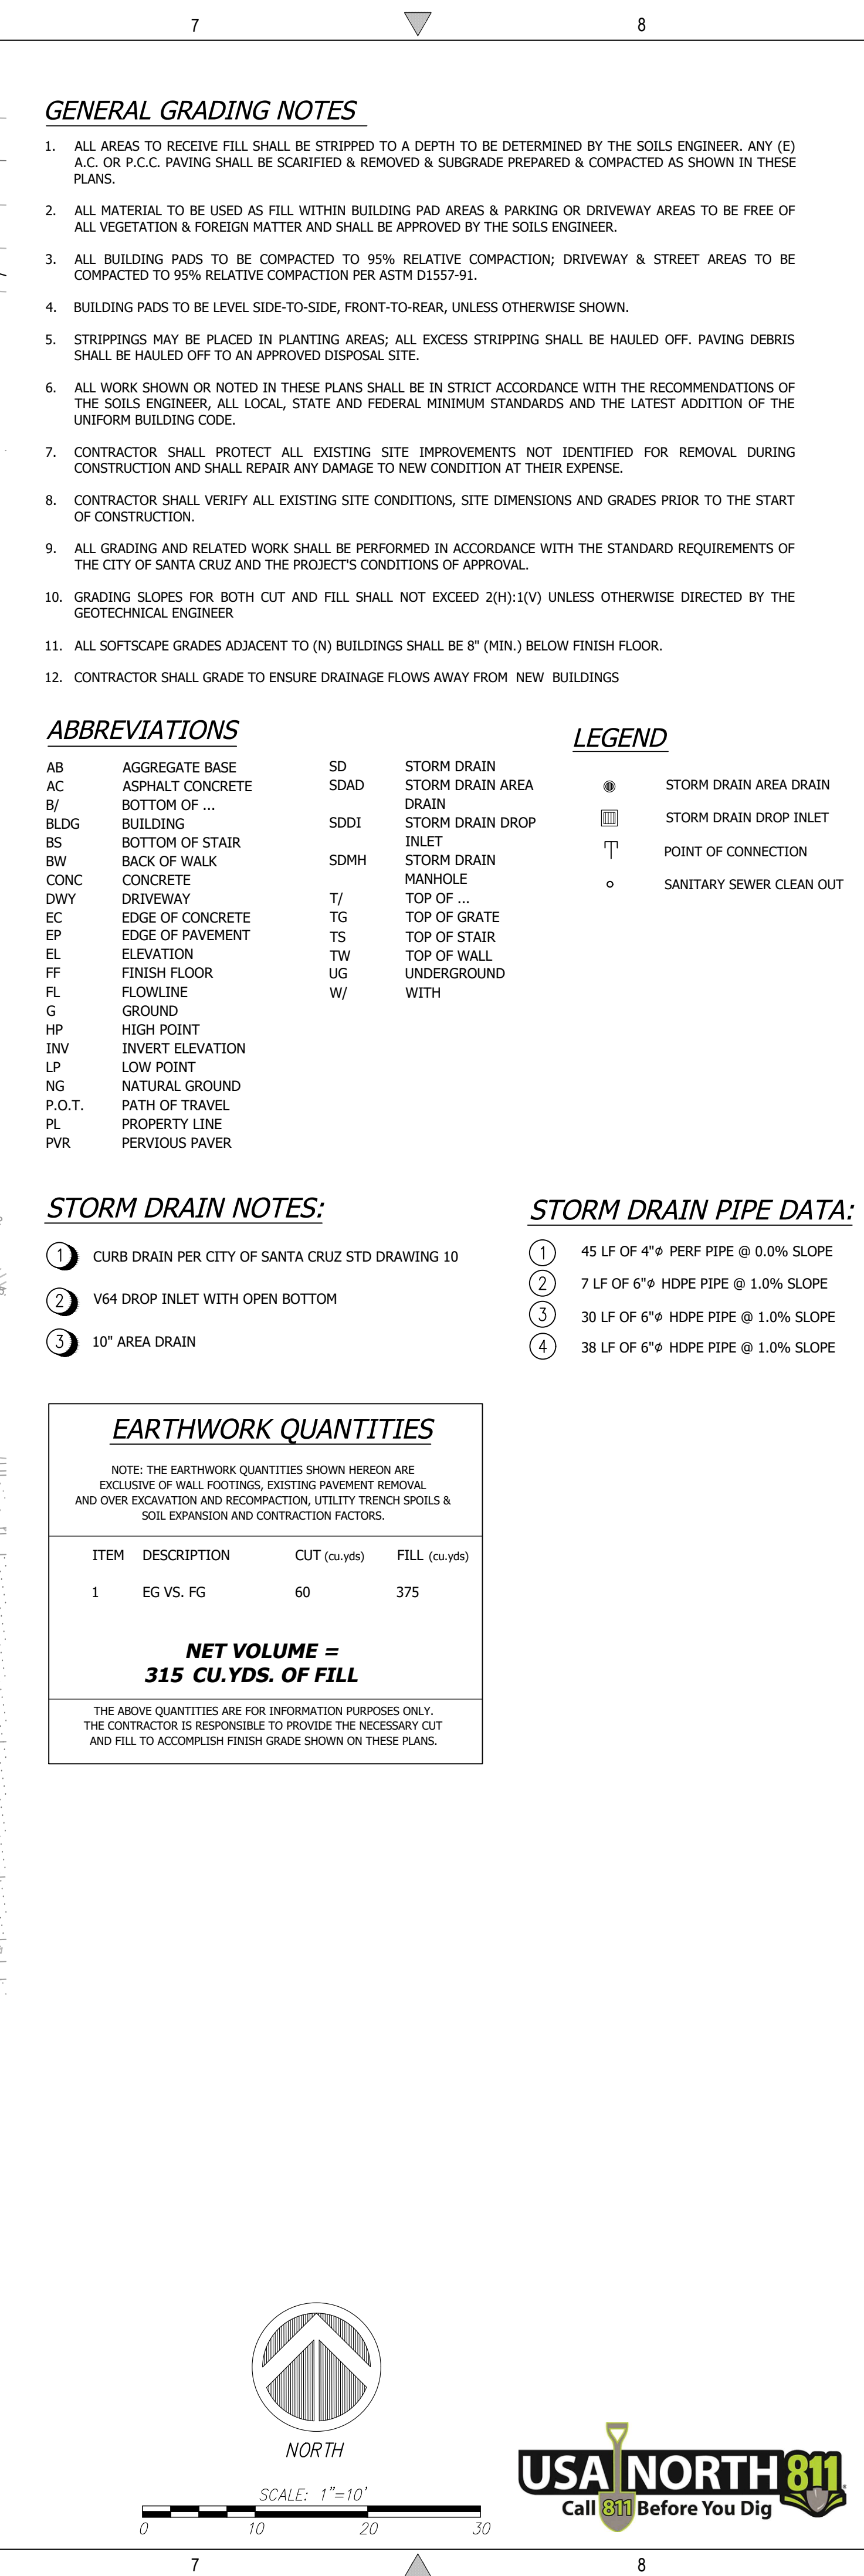 7
8
GENERAL GRADING NOTES
1. ALL AREAS TO RECEIVE FILL SHALL BE STRIPPED TO A DEPTH TO BE DETERMINED BY THE SOILS ENGINEER. ANY (E)
A.C. OR P.C.C. PAVING SHALL BE SCARIFIED & REMOVED & SUBGRADE PREPARED & COMPACTED AS SHOWN IN THESE
PLANS.
2. ALL MATERIAL TO BE USED AS FILL WITHIN BUILDING PAD AREAS & PARKING OR DRIVEWAY AREAS TO BE FREE OF
ALL VEGETATION & FOREIGN MATTER AND SHALL BE APPROVED BY THE SOILS ENGINEER.
3. ALL BUILDING PADS TO BE COMPACTED TO 95% RELATIVE COMPACTION; DRIVEWAY & STREET AREAS TO BE
COMPACTED TO 95% RELATIVE COMPACTION PER ASTM D1557-91.
4. BUILDING PADS TO BE LEVEL SIDE-TO-SIDE, FRONT-TO-REAR, UNLESS OTHERWISE SHOWN.
5. STRIPPINGS MAY BE PLACED IN PLANTING AREAS; ALL EXCESS STRIPPING SHALL BE HAULED OFF. PAVING DEBRIS
SHALL BE HAULED OFF TO AN APPROVED DISPOSAL SITE.
6. ALL WORK SHOWN OR NOTED IN THESE PLANS SHALL BE IN STRICT ACCORDANCE WITH THE RECOMMENDATIONS OF
THE SOILS ENGINEER, ALL LOCAL, STATE AND FEDERAL MINIMUM STANDARDS AND THE LATEST ADDITION OF THE
UNIFORM BUILDING CODE.
7. CONTRACTOR SHALL PROTECT ALL EXISTING SITE IMPROVEMENTS NOT IDENTIFIED FOR REMOVAL DURING
CONSTRUCTION AND SHALL REPAIR ANY DAMAGE TO NEW CONDITION AT THEIR EXPENSE.
8. CONTRACTOR SHALL VERIFY ALL EXISTING SITE CONDITIONS, SITE DIMENSIONS AND GRADES PRIOR TO THE START
OF CONSTRUCTION.
9. ALL GRADING AND RELATED WORK SHALL BE PERFORMED IN ACCORDANCE WITH THE STANDARD REQUIREMENTS OF
THE CITY OF SANTA CRUZ AND THE PROJECT'S CONDITIONS OF APPROVAL.
10. GRADING SLOPES FOR BOTH CUT AND FILL SHALL NOT EXCEED 2(H):1(V) UNLESS OTHERWISE DIRECTED BY THE
GEOTECHNICAL ENGINEER
11. ALL SOFTSCAPE GRADES ADJACENT TO (N) BUILDINGS SHALL BE 8" (MIN.) BELOW FINISH FLOOR.
12. CONTRACTOR SHALL GRADE TO ENSURE DRAINAGE FLOWS AWAY FROM NEW BUILDINGS
ABBREVIATIONS
AB AGGREGATE BASE
AC ASPHALT CONCRETE
B/ BOTTOM OF ...
BLDG BUILDING
BS BOTTOM OF STAIR
BW BACK OF WALK
CONC CONCRETE
DWY DRIVEWAY
EC EDGE OF CONCRETE
EP EDGE OF PAVEMENT
EL ELEVATION
FF FINISH FLOOR
FL FLOWLINE
G GROUND
HP HIGH POINT
INV INVERT ELEVATION
LP LOW POINT
NG NATURAL GROUND
P.O.T. PATH OF TRAVEL
PL PROPERTY LINE
PVR PERVIOUS PAVER
SD STORM DRAIN
SDAD STORM DRAIN AREA
DRAIN
SDDI STORM DRAIN DROP
INLET
SDMH STORM DRAIN
MANHOLE
T/ TOP OF ...
TG TOP OF GRATE
TS TOP OF STAIR
TW TOP OF WALL
UG UNDERGROUND
W/ WITH
LEGEND
STORM DRAIN AREA DRAIN
STORM DRAIN DROP INLET
POINT OF CONNECTION
SANITARY SEWER CLEAN OUT
STORM DRAIN NOTES:
1 CURB DRAIN PER CITY OF SANTA CRUZ STD DRAWING 10
2 V64 DROP INLET WITH OPEN BOTTOM
3 10" AREA DRAIN
STORM DRAIN PIPE DATA:
1 45 LF OF 4"ø PERF PIPE @ 0.0% SLOPE
2 7 LF OF 6"ø HDPE PIPE @ 1.0% SLOPE
3 30 LF OF 6"ø HDPE PIPE @ 1.0% SLOPE
4 38 LF OF 6"ø HDPE PIPE @ 1.0% SLOPE
EARTHWORK QUANTITIES
NOTE: THE EARTHWORK QUANTITIES SHOWN HEREON ARE
EXCLUSIVE OF WALL FOOTINGS, EXISTING PAVEMENT REMOVAL
AND OVER EXCAVATION AND RECOMPACTION, UTILITY TRENCH SPOILS &
SOIL EXPANSION AND CONTRACTION FACTORS.
ITEM DESCRIPTION CUT (cu.yds) FILL (cu.yds)
1 EG VS. FG 60 375
NET VOLUME =
315 CU.YDS. OF FILL
THE ABOVE QUANTITIES ARE FOR INFORMATION PURPOSES ONLY.
THE CONTRACTOR IS RESPONSIBLE TO PROVIDE THE NECESSARY CUT
AND FILL TO ACCOMPLISH FINISH GRADE SHOWN ON THESE PLANS.
NORTH
SCALE: 1"=10'
0 10 20 30
USA NORTH 811
Call 811 Before You Dig
7
8